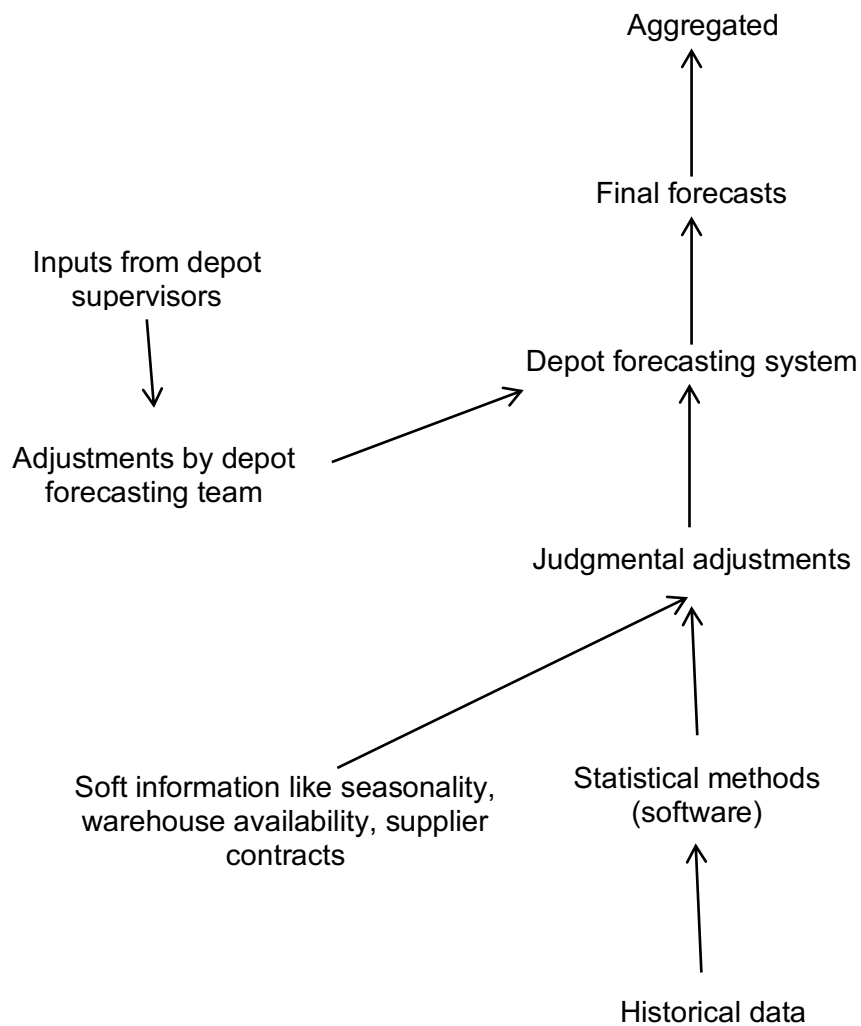 Aggregated
Final forecasts
Inputs from depot
supervisors
Depot forecasting system
Adjustments by depot
forecasting team
Judgmental adjustments
Soft information like seasonality,
warehouse availability, supplier
contracts
Statistical methods
(software)
Historical data